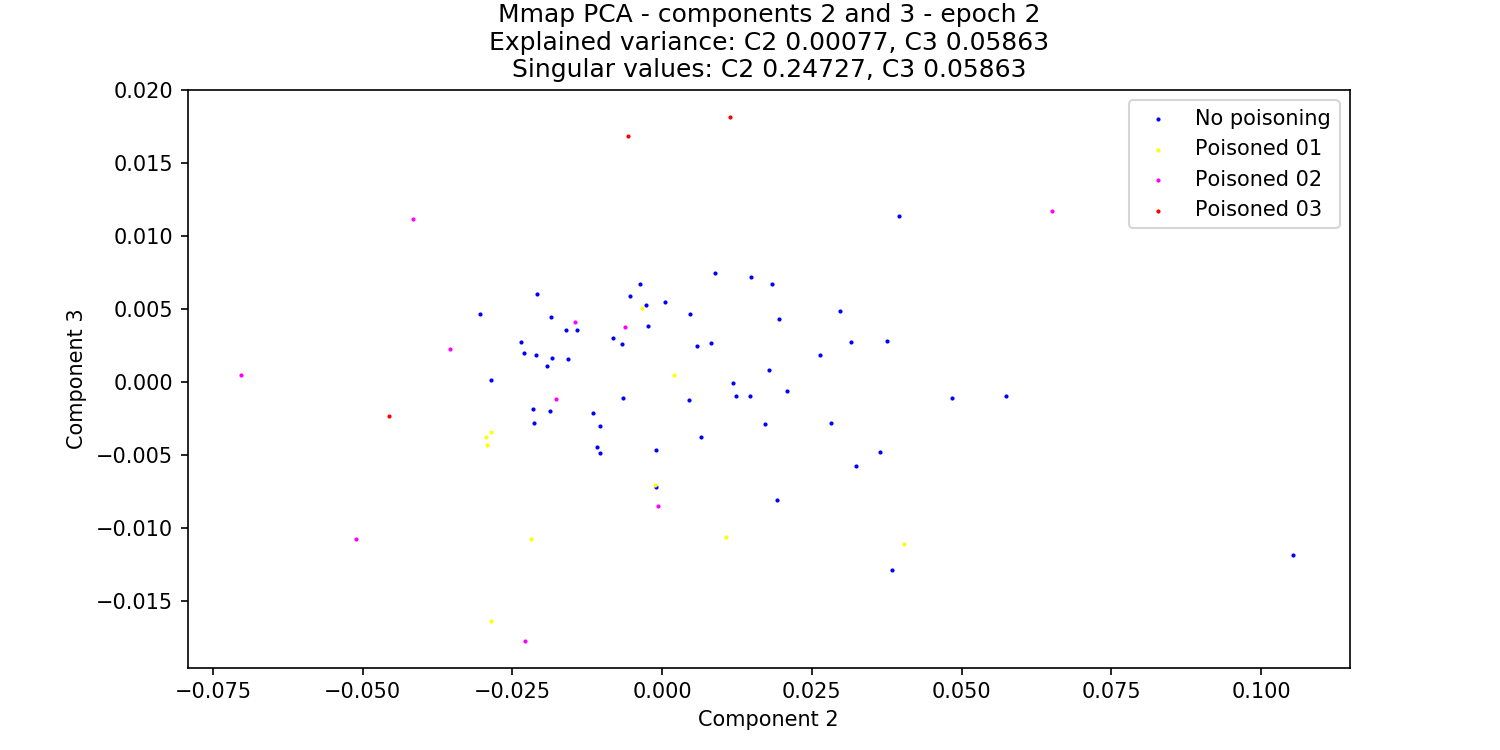 Mmap PCA - components 2 and 3 - epoch 2
Explained variance: C2 0.00077, C3 0.05863
Singular values: C2 0.24727, C3 0.05863
0.020
0.015
0.010
0.005
0.000
−0.005
−0.010
−0.015
Component 3
No poisoning
Poisoned 01
Poisoned 02
Poisoned 03
−0.075
−0.050
−0.025
0.000
0.025
0.050
0.075
0.100
Component 2